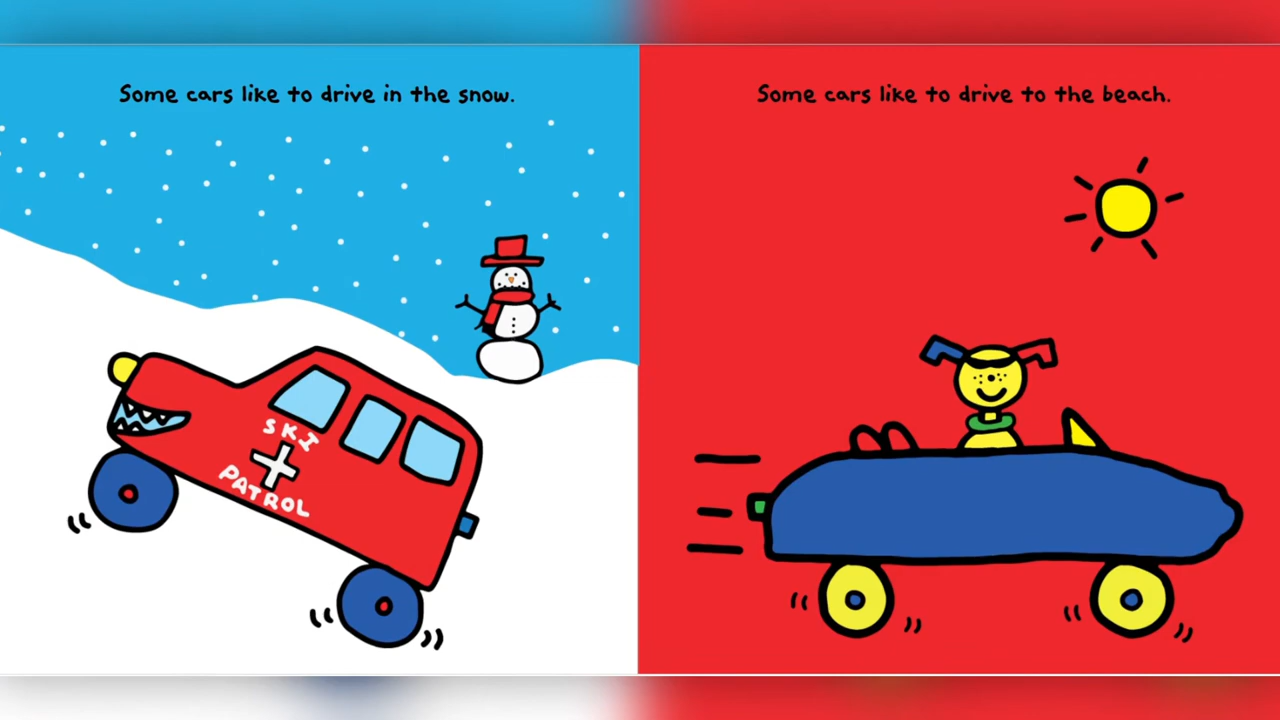 Some cars like to drive in the snow.
SKI
PATROL
Some cars like to drive to the beach.